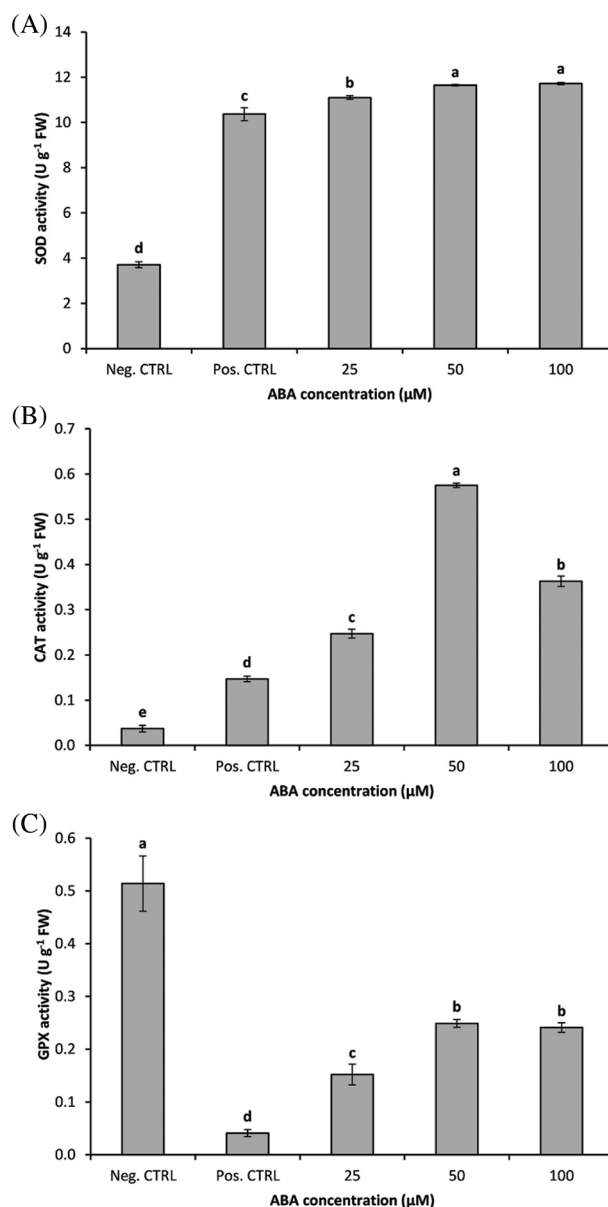 (A)
14
12
10
8
6
4
2
0
SOD activity (U g⁻¹ FW)
d
c
b
a
a
Neg. CTRL Pos. CTRL 25 50 100
ABA concentration (µM)
(B)
0.7
0.6
0.5
0.4
0.3
0.2
0.1
0.0
CAT activity (U g⁻¹ FW)
e
d
c
a
b
Neg. CTRL Pos. CTRL 25 50 100
ABA concentration (µM)
(C)
0.6
0.5
0.4
0.3
0.2
0.1
0.0
GPX activity (U g⁻¹ FW)
a
d
c
b
b
Neg. CTRL Pos. CTRL 25 50 100
ABA concentration (µM)